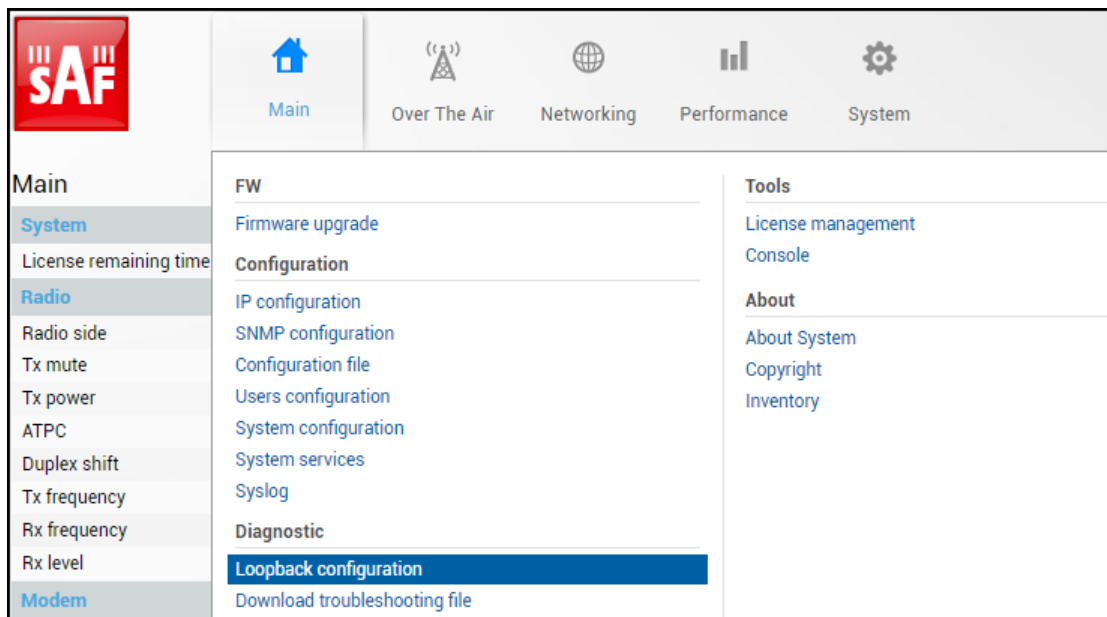 SAF
Main
Over The Air
Networking
Performance
System
Main
System
License remaining time
Radio
Radio side
Tx mute
Tx power
ATPC
Duplex shift
Tx frequency
Rx frequency
Rx level
Modem
FW
Firmware upgrade
Configuration
IP configuration
SNMP configuration
Configuration file
Users configuration
System configuration
System services
Syslog
Diagnostic
Loopback configuration
Download troubleshooting file
Tools
License management
Console
About
About System
Copyright
Inventory